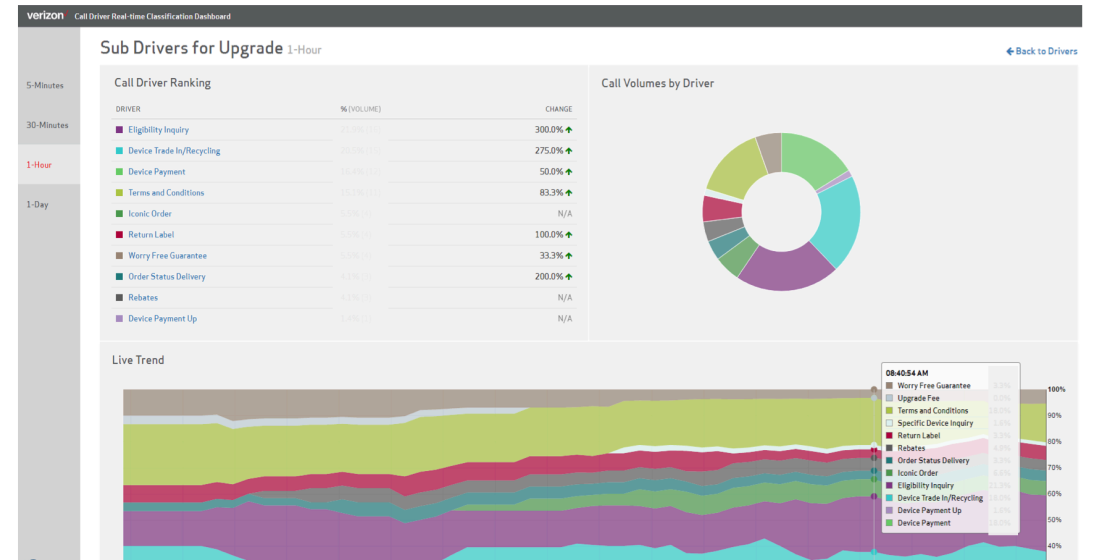 verizon Call Driver Real-time Classification Dashboard
Sub Drivers for Upgrade 1-Hour
Back to Drivers
5-Minutes
30-Minutes
1-Hour
1-Day
Call Driver Ranking
DRIVER % (VOLUME) CHANGE
Eligibility Inquiry 300.0%
Device Trade In/Recycling 275.0%
Device Payment 50.0%
Terms and Conditions 83.3%
Iconic Order N/A
Return Label 100.0%
Worry Free Guarantee 33.3%
Order Status Delivery 200.0%
Rebates N/A
Device Payment Up N/A
Call Volumes by Driver
Live Trend
08:40:54 AM
Worry Free Guarantee
Upgrade Fee
Terms and Conditions
Specific Device Inquiry
Return Label
Rebates
Order Status Delivery
Iconic Order
Eligibility Inquiry
Device Trade In/Recycling
Device Payment Up
Device Payment
100%
90%
80%
70%
60%
50%
40%